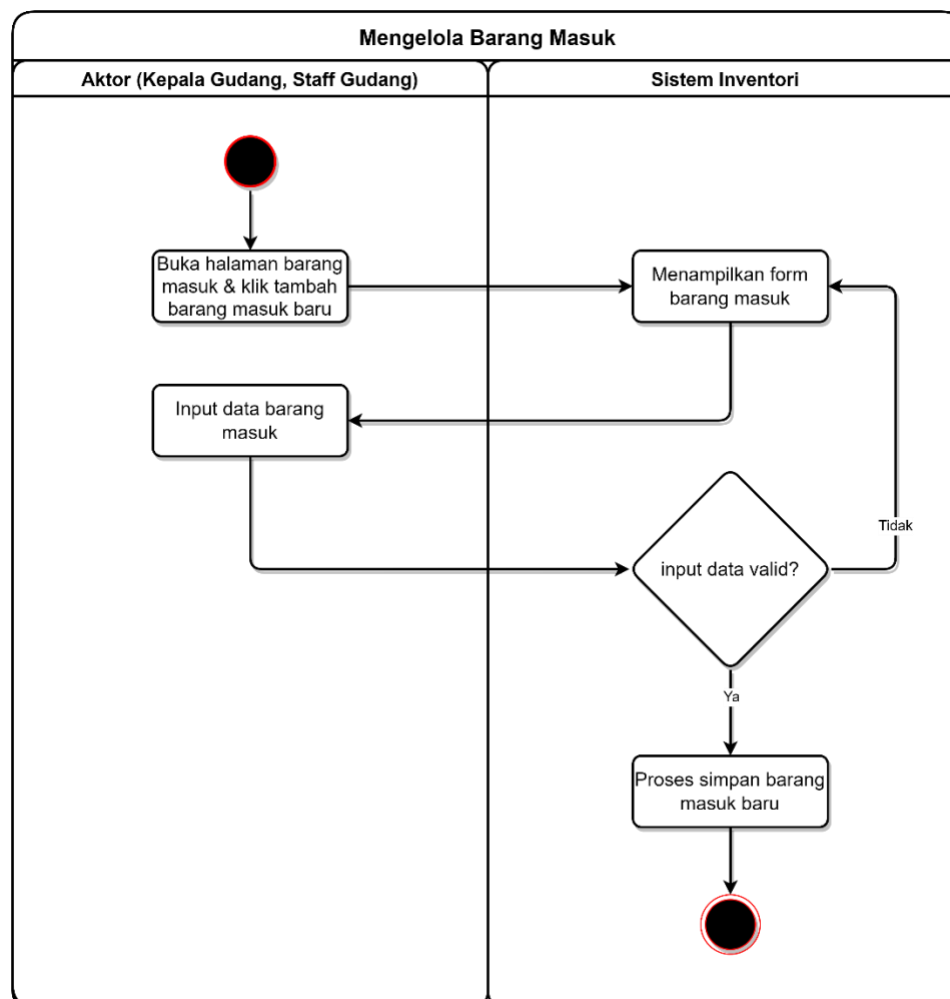 Mengelola Barang Masuk
Aktor (Kepala Gudang, Staff Gudang)
Sistem Inventori
Buka halaman barang
masuk & klik tambah
barang masuk baru
Menampilkan form
barang masuk
Input data barang
masuk
input data valid?
Tidak
Ya
Proses simpan barang
masuk baru